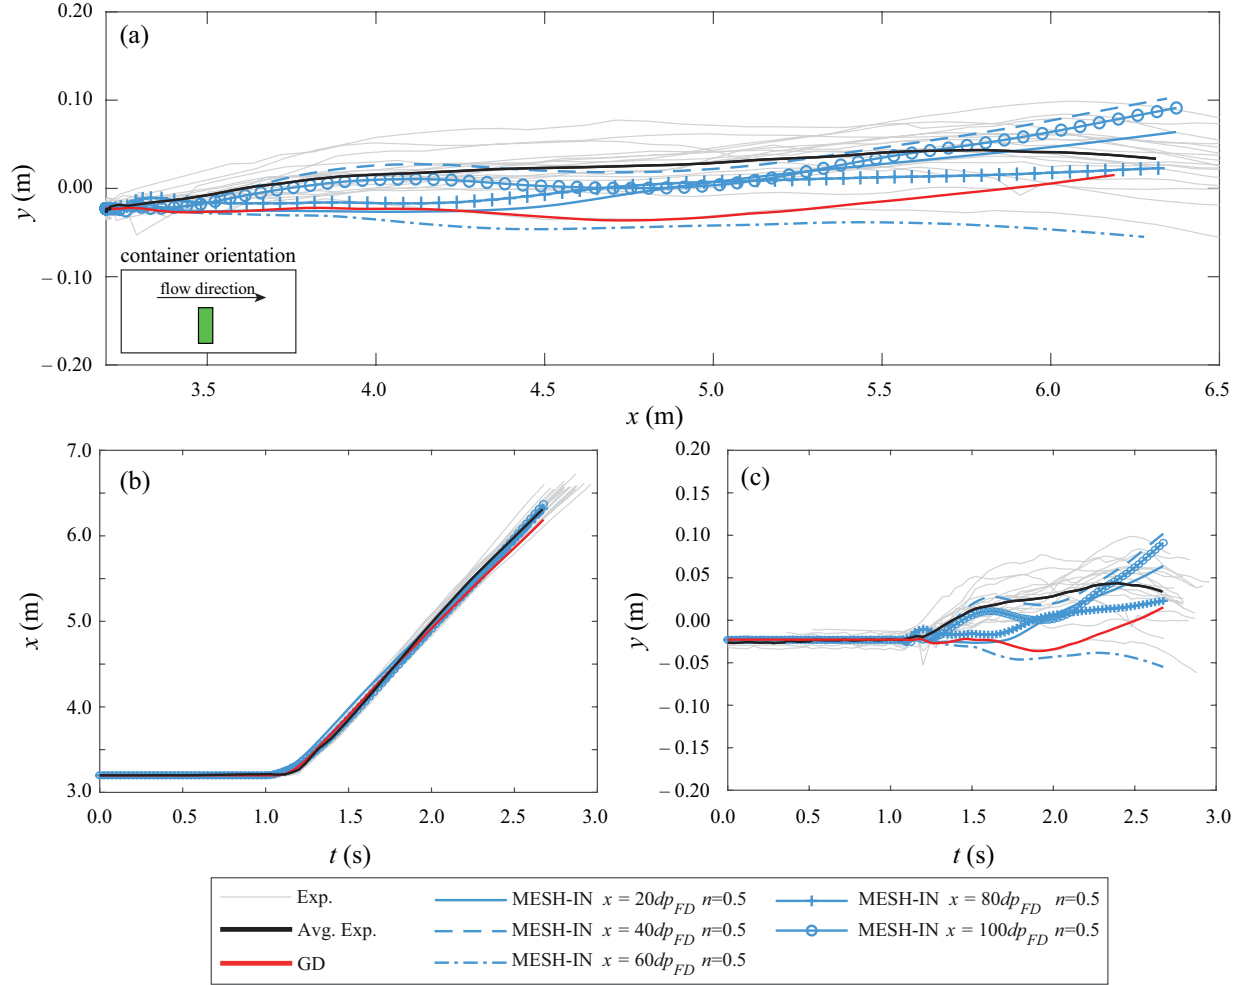 (a)
0.20
0.10
0.00
– 0.10
– 0.20
y (m)
container orientation
flow direction
3.5 4.0 4.5 5.0 5.5 6.0 6.5
x (m)
(b)
7.0
6.0
5.0
4.0
3.0
x (m)
0.0 0.5 1.0 1.5 2.0 2.5 3.0
t (s)
(c)
0.20
0.15
0.10
0.05
0.00
– 0.05
– 0.10
– 0.15
– 0.20
y (m)
0.0 0.5 1.0 1.5 2.0 2.5 3.0
t (s)
Exp. MESH-IN x = 20dp_FD n=0.5 MESH-IN x = 80dp_FD n=0.5
Avg. Exp. MESH-IN x = 40dp_FD n=0.5 MESH-IN x = 100dp_FD n=0.5
GD MESH-IN x = 60dp_FD n=0.5